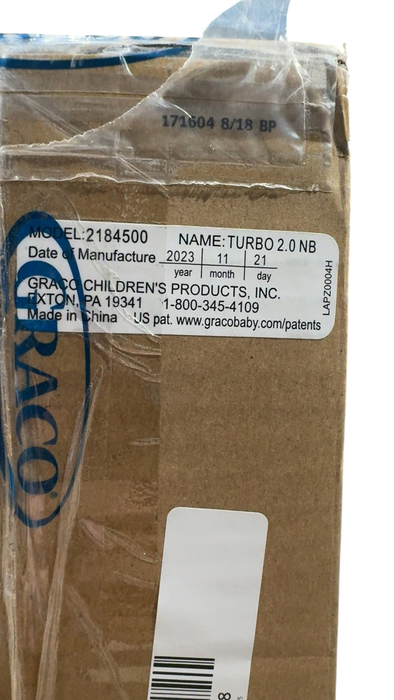 171604 8/18 BP
MODEL:2184500 NAME:TURBO 2.0 NB
Date of Manufacture 2023 11 21
year month day
GRACO CHILDREN'S PRODUCTS, INC.
EXTON, PA 19341 1-800-345-4109
Made in China US pat. www.gracobaby.com/patents
LAPZ0004H
GRACO®
8